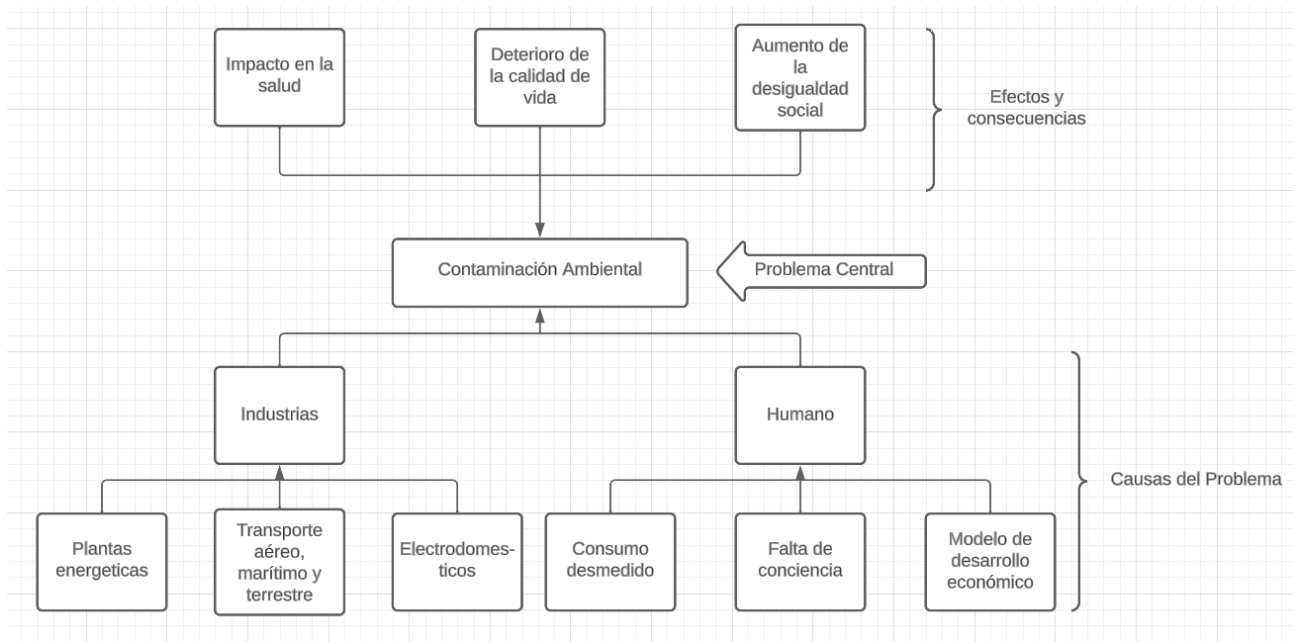 Impacto en la
salud
Deterioro de
la calidad de
vida
Aumento de
la
desigualdad
social
Efectos y
consecuencias
Contaminación Ambiental
Problema Central
Industrias
Humano
Causas del Problema
Plantas
energeticas
Transporte
aéreo,
marítimo y
terrestre
Electrodomes-
ticos
Consumo
desmedido
Falta de
conciencia
Modelo de
desarrollo
económico